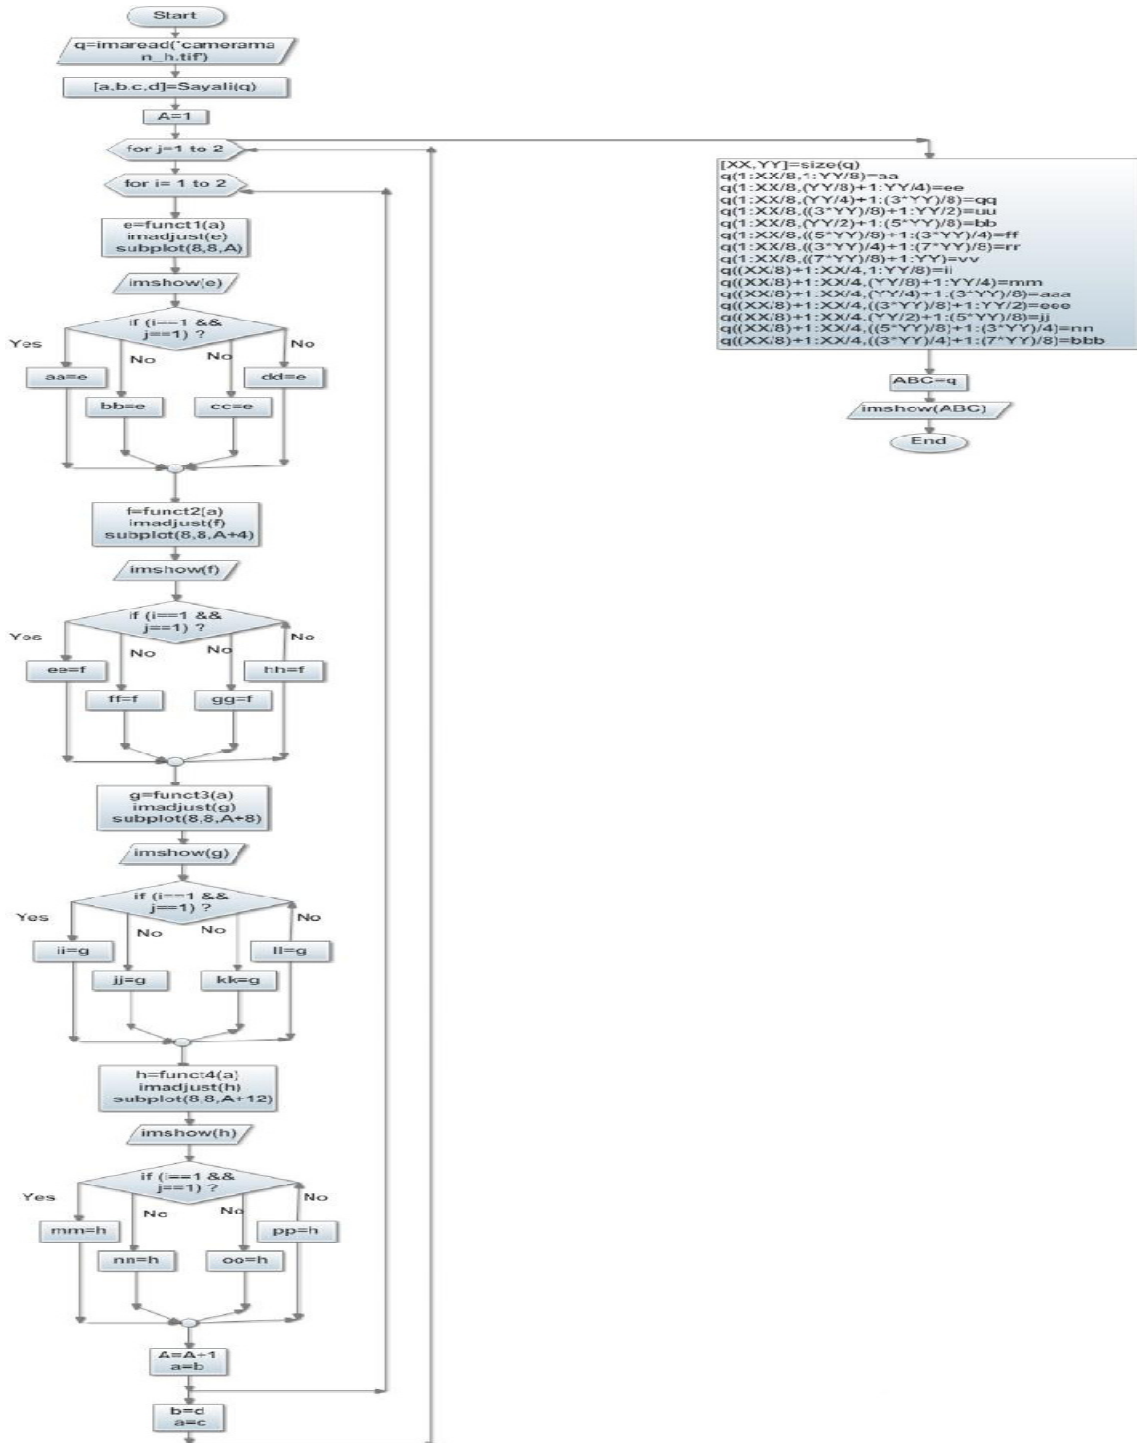 Start
q=imaread('camerama
n_h.tif')
[a,b,c,d]=Sayali(q)
A=1
for j=1 to 2
for i= 1 to 2
e=funct1(a)
imadjust(e)
subplot(8,8,A)
imshow(e)
if (i==1 &&
j==1) ?
Yes
No
No
No
aa=e
bb=e
cc=e
dd=e
f=funct2(a)
imadjust(f)
subplot(8,8,A+4)
imshow(f)
if (i==1 &&
j==1) ?
Yes
No
No
No
ee=f
ff=f
gg=f
hh=f
g=funct3(a)
imadjust(g)
subplot(8,8,A+8)
imshow(g)
if (i==1 &&
j==1) ?
Yes
No
No
No
ii=g
jj=g
kk=g
ll=g
h=funct4(a)
imadjust(h)
subplot(8,8,A+12)
imshow(h)
if (i==1 &&
j==1) ?
Yes
No
No
No
mm=h
nn=h
oo=h
pp=h
A=A+1
a=b
b=d
a=c
[XX,YY]=size(q)
q(1:XX/8,1:YY/8)=aa
q(1:XX/8,(YY/8)+1:YY/4)=ee
q(1:XX/8,(YY/4)+1:(3*YY)/8)=qq
q(1:XX/8,((3*YY)/8)+1:YY/2)=uu
q(1:XX/8,(YY/2)+1:(5*YY)/8)=bb
q(1:XX/8,((5*YY)/8)+1:(3*YY)/4)=ff
q(1:XX/8,((3*YY)/4)+1:(7*YY)/8)=rr
q(1:XX/8,((7*YY)/8)+1:YY)=vv
q((XX/8)+1:XX/4,1:YY/8)=ii
q((XX/8)+1:XX/4,(YY/8)+1:YY/4)=mm
q((XX/8)+1:XX/4,(YY/4)+1:(3*YY)/8)=aaa
q((XX/8)+1:XX/4,((3*YY)/8)+1:YY/2)=eee
q((XX/8)+1:XX/4,(YY/2)+1:(5*YY)/8)=jj
q((XX/8)+1:XX/4,((5*YY)/8)+1:(3*YY)/4)=nn
q((XX/8)+1:XX/4,((3*YY)/4)+1:(7*YY)/8)=bbb
ABC=q
imshow(ABC)
End